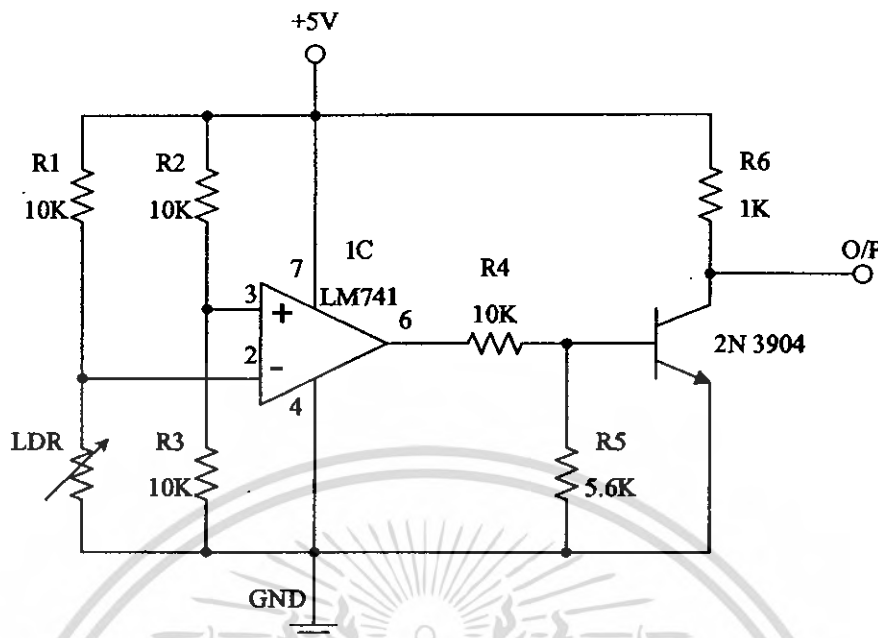 +5V
R1
10K
R2
10K
R6
1K
O/P
7
1C
LM741
3
+
2
-
6
4
R4
10K
2N 3904
LDR
R3
10K
R5
5.6K
GND